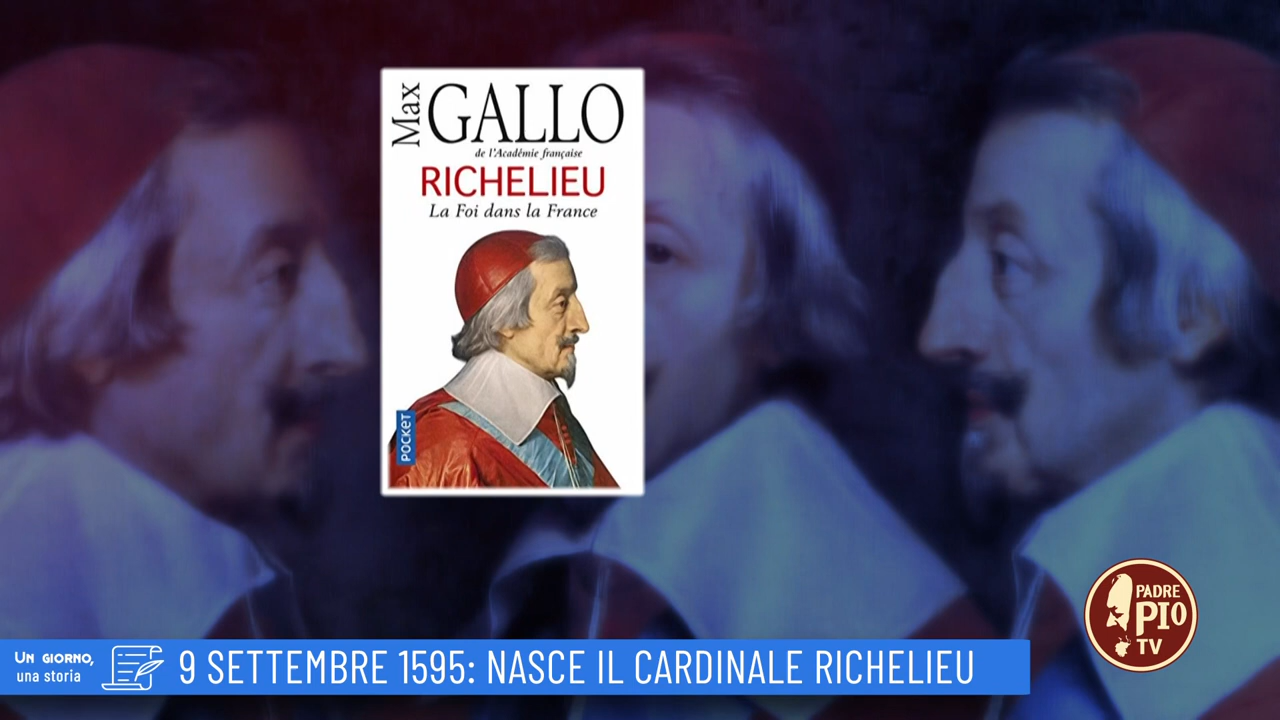 Max
GALLO
de l'Académie française
RICHELIEU
La Foi dans la France
POCKET
UN GIORNO,
una storia
9 SETTEMBRE 1595: NASCE IL CARDINALE RICHELIEU
PADRE
PIO
TV